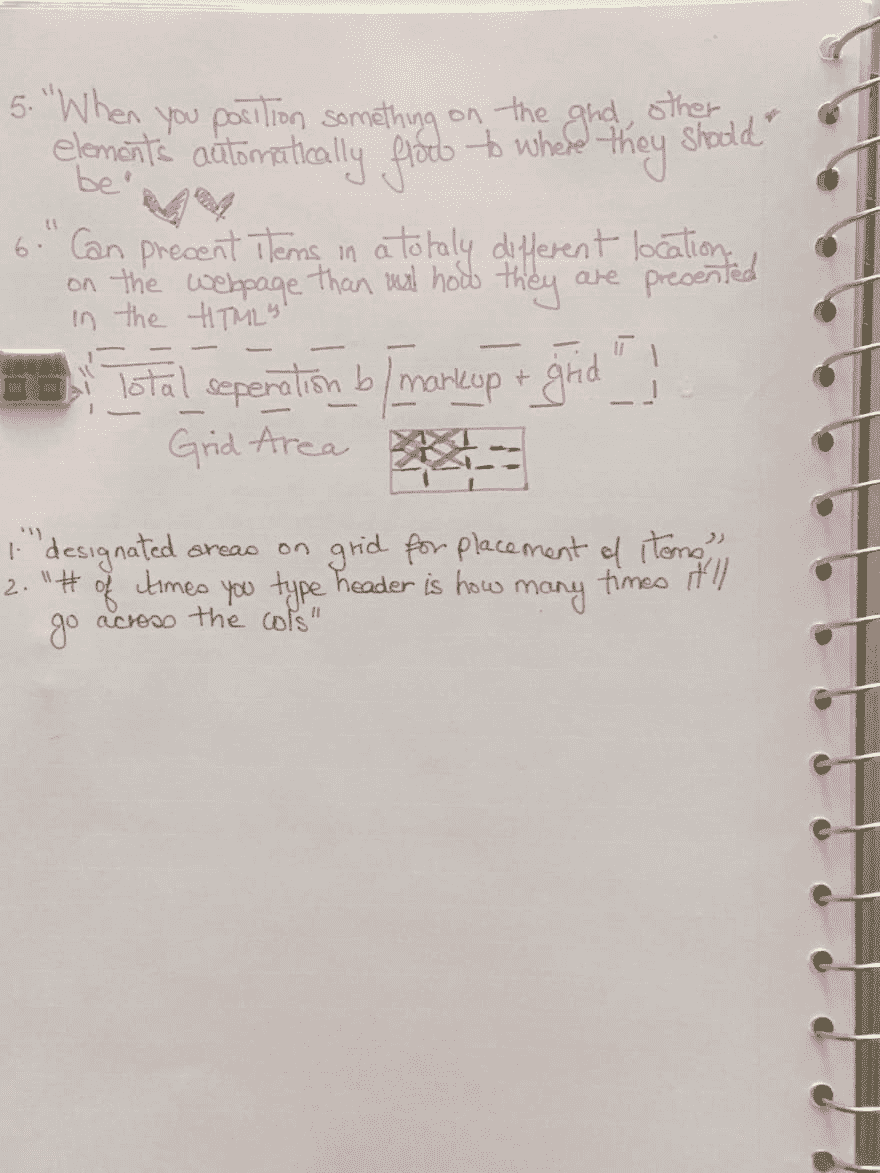 5. "When you position something on the grid, other
elements automatically flow to where they should"
be"
6. "Can precent items in a totaly different location
on the webpage than how they are precented
in the HTML"
"Total seperation b/ markup + grid"
Grid Area
1. "designated areas on grid for placement of items"
2. "# of times you type header is how many times it'll
go across the cols"